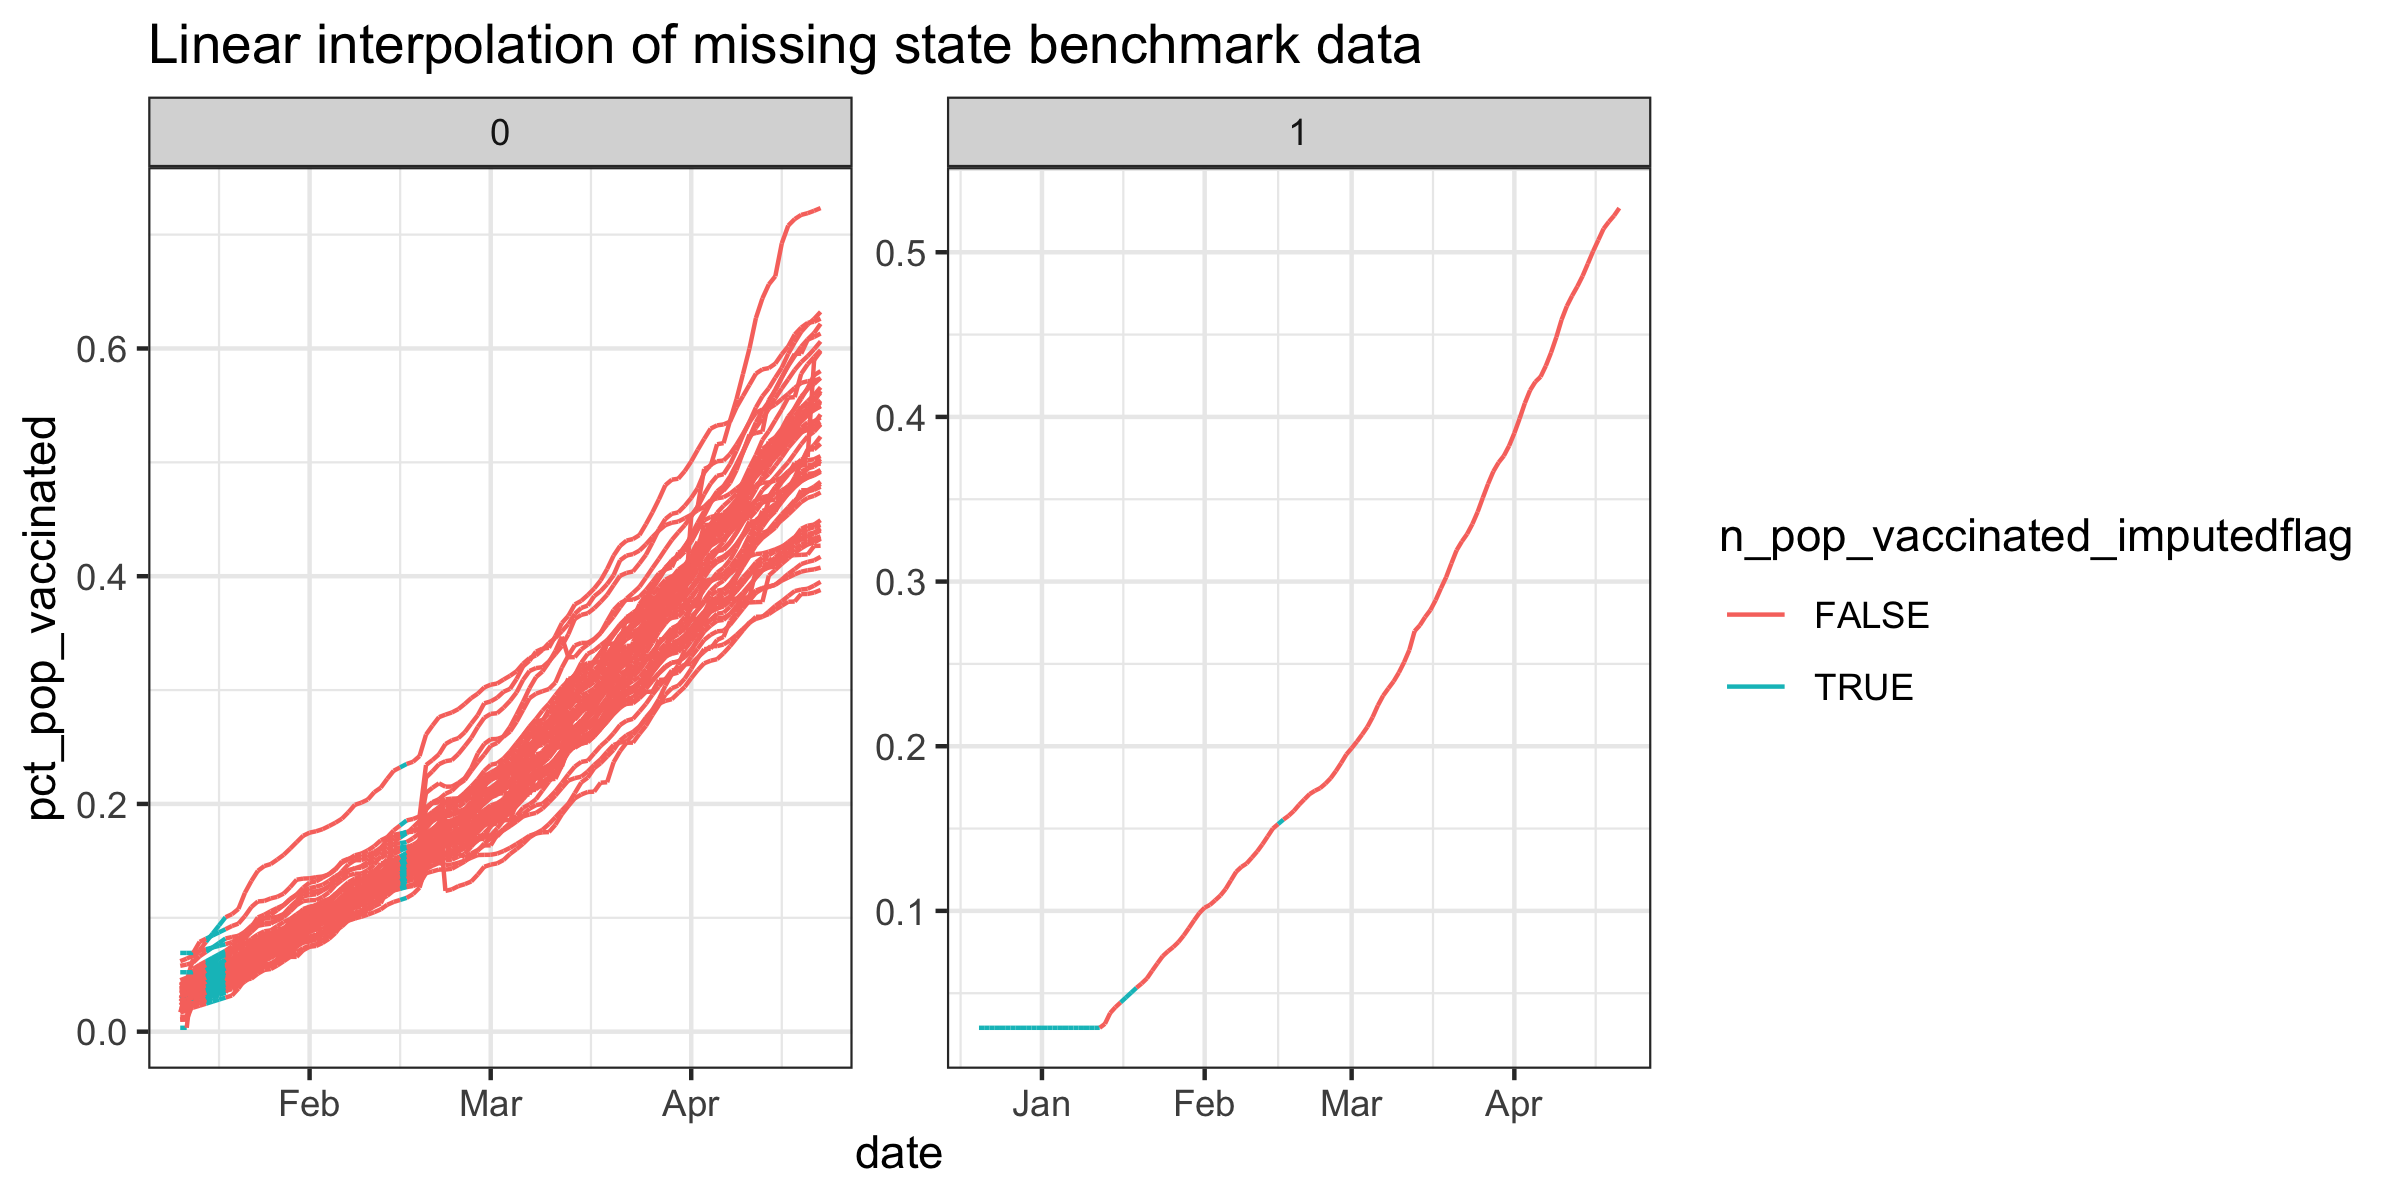 Linear interpolation of missing state benchmark data
0
1
pct_pop_vaccinated
0.6
0.4
0.2
0.0
0.5
0.4
0.3
0.2
0.1
Feb Mar Apr
Jan Feb Mar Apr
date
n_pop_vaccinated_imputedflag
FALSE
TRUE